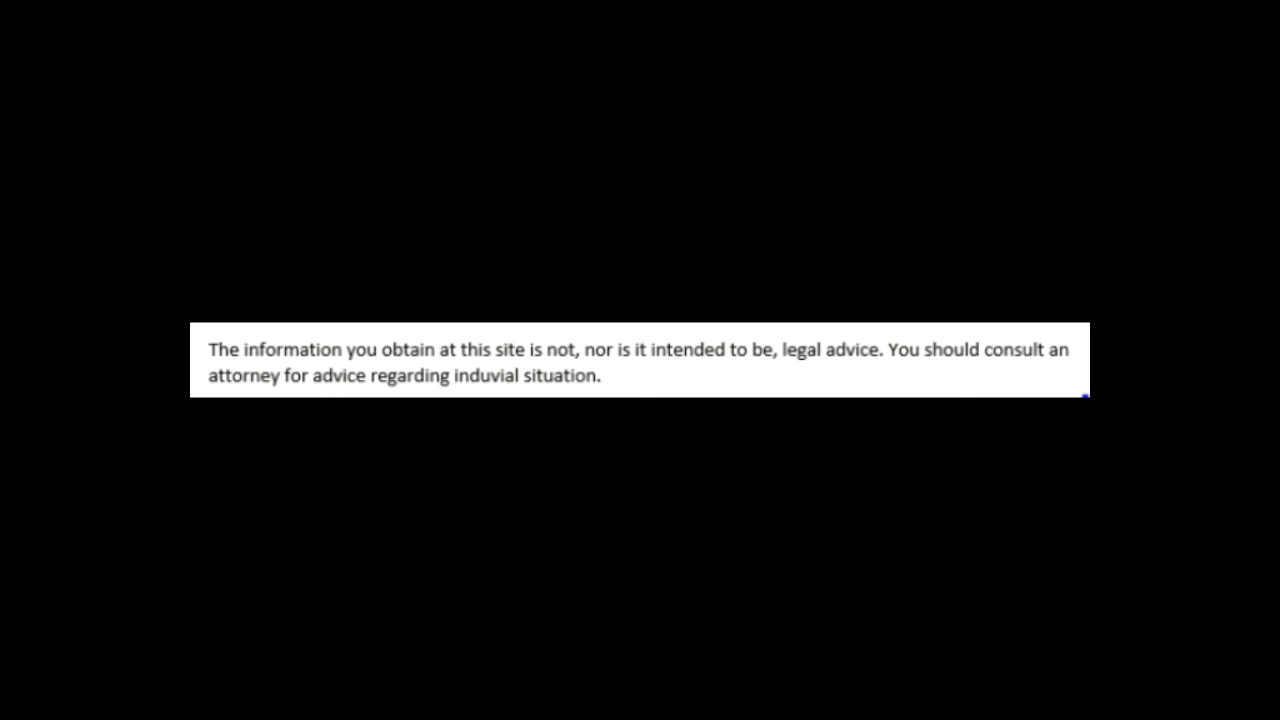 The information you obtain at this site is not, nor is it intended to be, legal advice. You should consult an
attorney for advice regarding induvial situation.